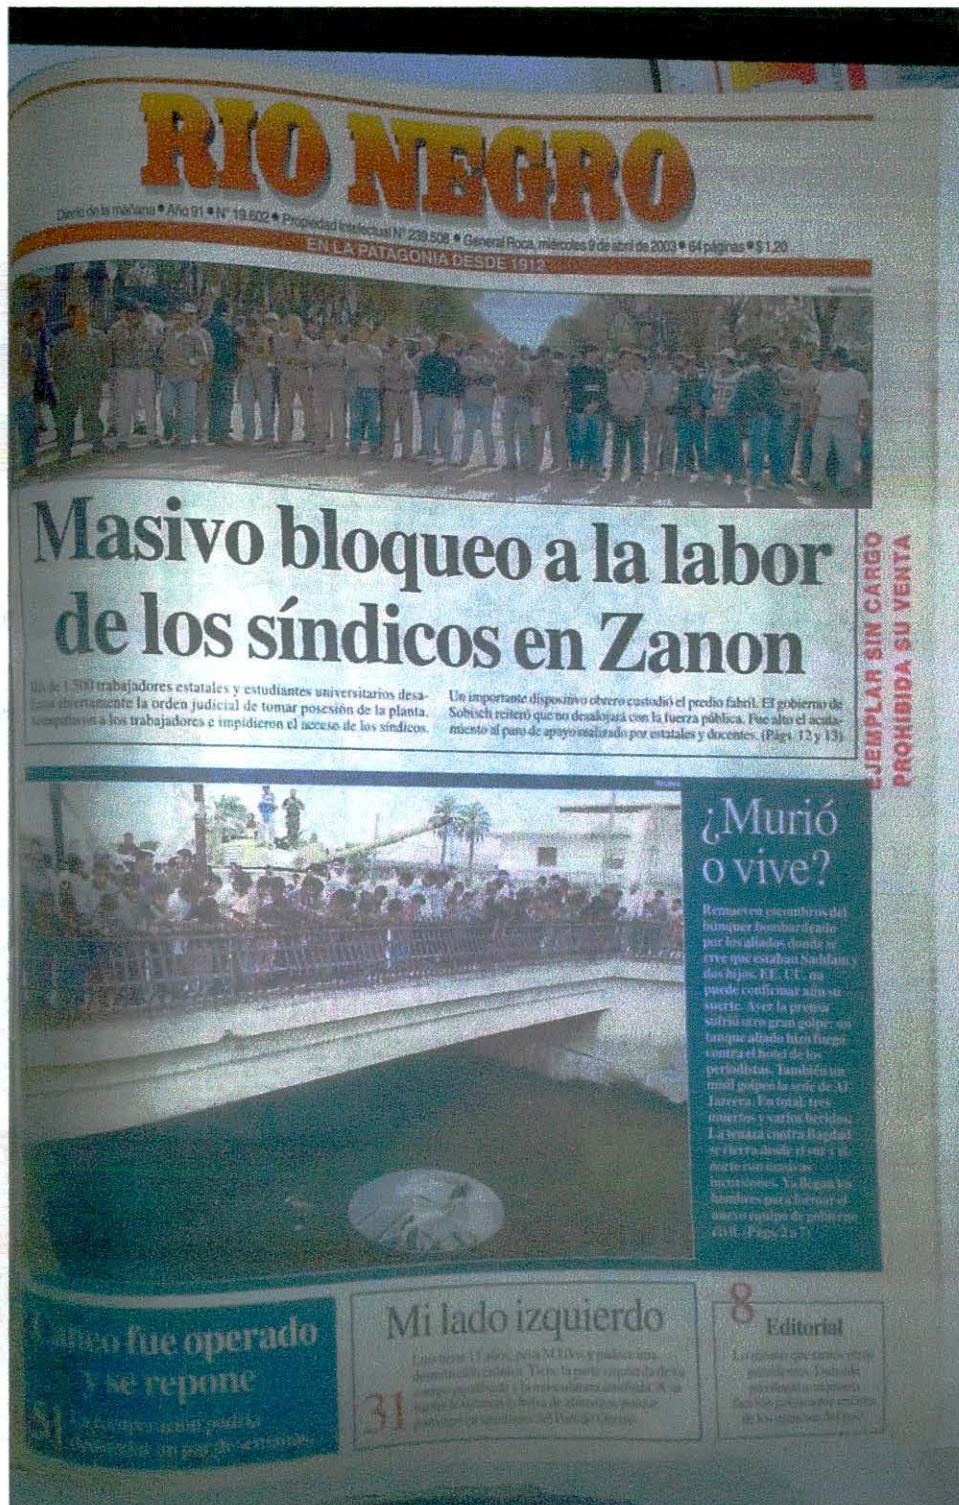 RIO NEGRO
Diario de la mañana • Año 91 • N° 19.602 • Propiedad Intelectual N° 239.508 • General Roca, miércoles 9 de abril de 2003 • 64 páginas • $ 1,20
EN LA PATAGONIA DESDE 1912
Masivo bloqueo a la labor
de los síndicos en Zanon
de 1.500 trabajadores estatales y estudiantes universitarios desa-
abiertamente la orden judicial de tomar posesión de la planta.
a los trabajadores e impidieron el acceso de los síndicos.
Un importante dispositivo obrero custodió el predio fabril. El gobierno de
Sobisch reiteró que no desalojará con la fuerza pública. Fue alto el acata-
miento al paro de apoyo realizado por estatales y docentes. (Págs. 12 y 13)
EJEMPLAR SIN CARGO
PROHIBIDA SU VENTA
¿Murió
o vive?
Remueven escombros del
búnquer bombardeado
por los aliados donde se
cree que estaban Saddam y
dos hijos. EE. UU. no
puede confirmar aún su
suerte. Ayer la prensa
sufrió otro gran golpe: un
tanque aliado hizo fuego
contra el hotel de los
periodistas. También un
misil golpeó la sede de Al
Jazeera. En total: tres
muertos y varios heridos.
La tenaza contra Bagdad
se cierra desde el sur y el
norte con masivas
incursiones. Ya llegan los
hombres para formar el
nuevo equipo de gobierno
civil. (Págs. 2 a 7)
fue operado
y se repone
Mi lado izquierdo
31
8
Editorial